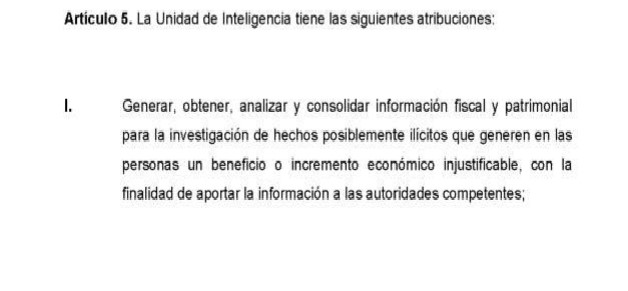 Artículo 5. La Unidad de Inteligencia tiene las siguientes atribuciones:
I. Generar, obtener, analizar y consolidar información fiscal y patrimonial
para la investigación de hechos posiblemente ilícitos que generen en las
personas un beneficio o incremento económico injustificable, con la
finalidad de aportar la información a las autoridades competentes;